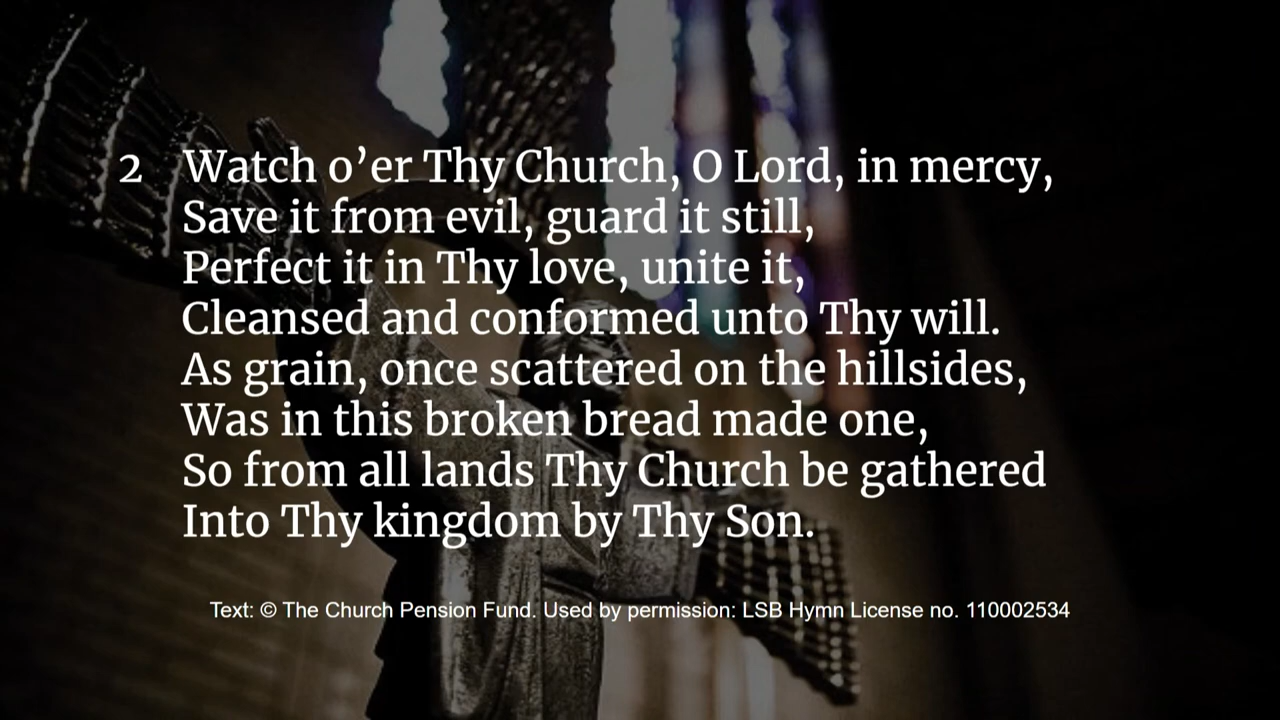 2 Watch o’er Thy Church, O Lord, in mercy,
Save it from evil, guard it still,
Perfect it in Thy love, unite it,
Cleansed and conformed unto Thy will.
As grain, once scattered on the hillsides,
Was in this broken bread made one,
So from all lands Thy Church be gathered
Into Thy kingdom by Thy Son.
Text: © The Church Pension Fund. Used by permission: LSB Hymn License no. 110002534